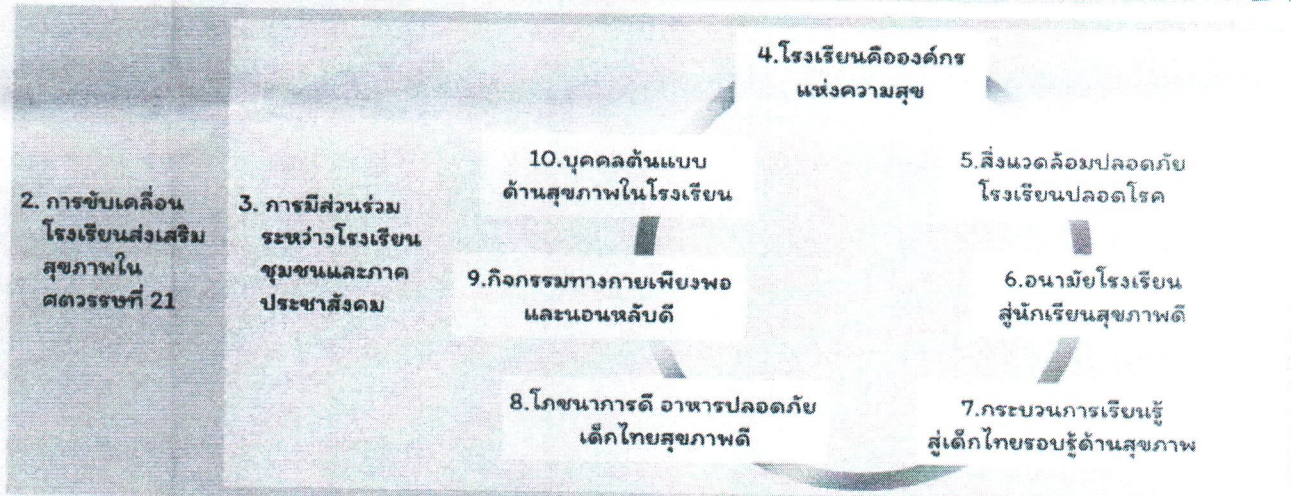 2. การขับเคลื่อน
โรงเรียนส่งเสริม
สุขภาพใน
ศตวรรษที่ 21
3. การมีส่วนร่วม
ระหว่างโรงเรียน
ชุมชนและภาค
ประชาสังคม
4.โรงเรียนคือองค์กร
แห่งความสุข
5.สิ่งแวดล้อมปลอดภัย
โรงเรียนปลอดโรค
6.อนามัยโรงเรียน
สู่นักเรียนสุขภาพดี
7.กระบวนการเรียนรู้
สู่เด็กไทยรอบรู้ด้านสุขภาพ
8.โภชนาการดี อาหารปลอดภัย
เด็กไทยสุขภาพดี
9.กิจกรรมทางกายเพียงพอ
และนอนหลับดี
10.บุคคลต้นแบบ
ด้านสุขภาพในโรงเรียน